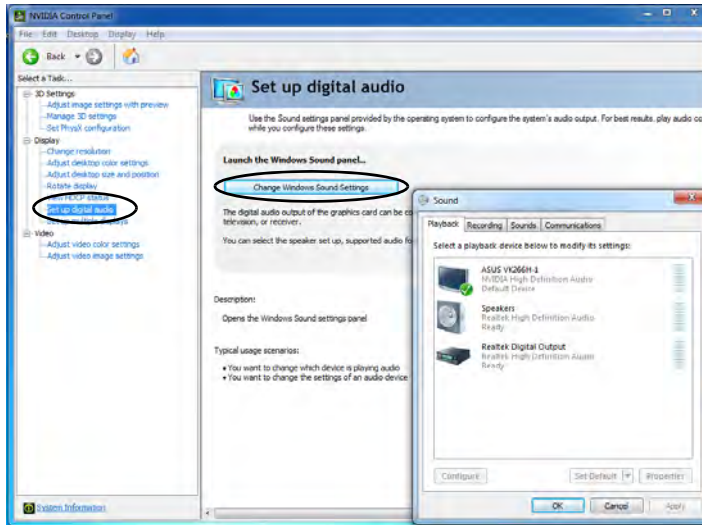 NVIDIA Control Panel
File Edit Desktop Display Help
Back
Select a Task...
3D Settings
Adjust image settings with preview
Manage 3D settings
Set PhysX configuration
Display
Change resolution
Adjust desktop color settings
Adjust desktop size and position
Rotate display
View HDCP status
Set up digital audio
displays
Video
Adjust video color settings
Adjust video image settings
System Information
Set up digital audio
Use the Sound settings panel provided by the operating system to configure the system's audio output. For best results, play audio co
while you configure these settings.
Launch the Windows Sound panel...
Change Windows Sound Settings
The digital audio output of the graphics card can be co
television, or receiver.
You can select the speaker set up, supported audio fo
Description:
Opens the Windows Sound settings panel
Typical usage scenarios:
• You want to change which device is playing audio
• You want to change the settings of an audio device
Sound
Playback Recording Sounds Communications
Select a playback device below to modify its settings:
ASUS VK266H-1
NVIDIA High Definition Audio
Default Device
Speakers
Realtek High Definition Audio
Ready
Realtek Digital Output
Realtek High Definition Audio
Ready
Configure Set Default Properties
OK Cancel Apply